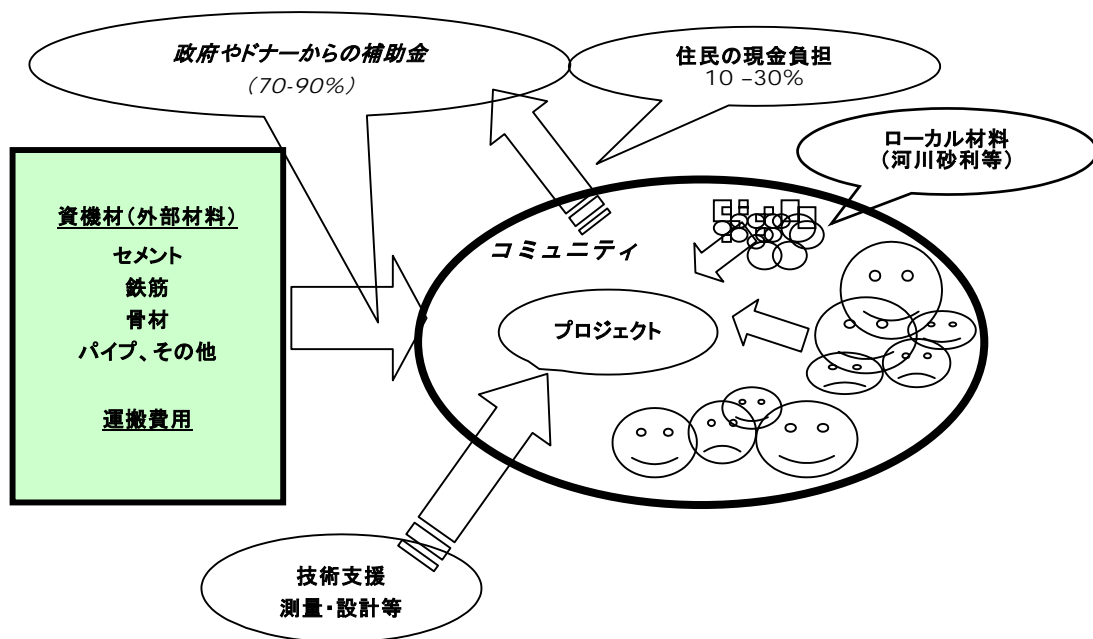 政府やドナーからの補助金
(70-90%)
住民の現金負担
10 –30%
ローカル材料
(河川砂利等)
資機材(外部材料)
セメント
鉄筋
骨材
パイプ、その他
運搬費用
コミュニティ
プロジェクト
技術支援
測量・設計等